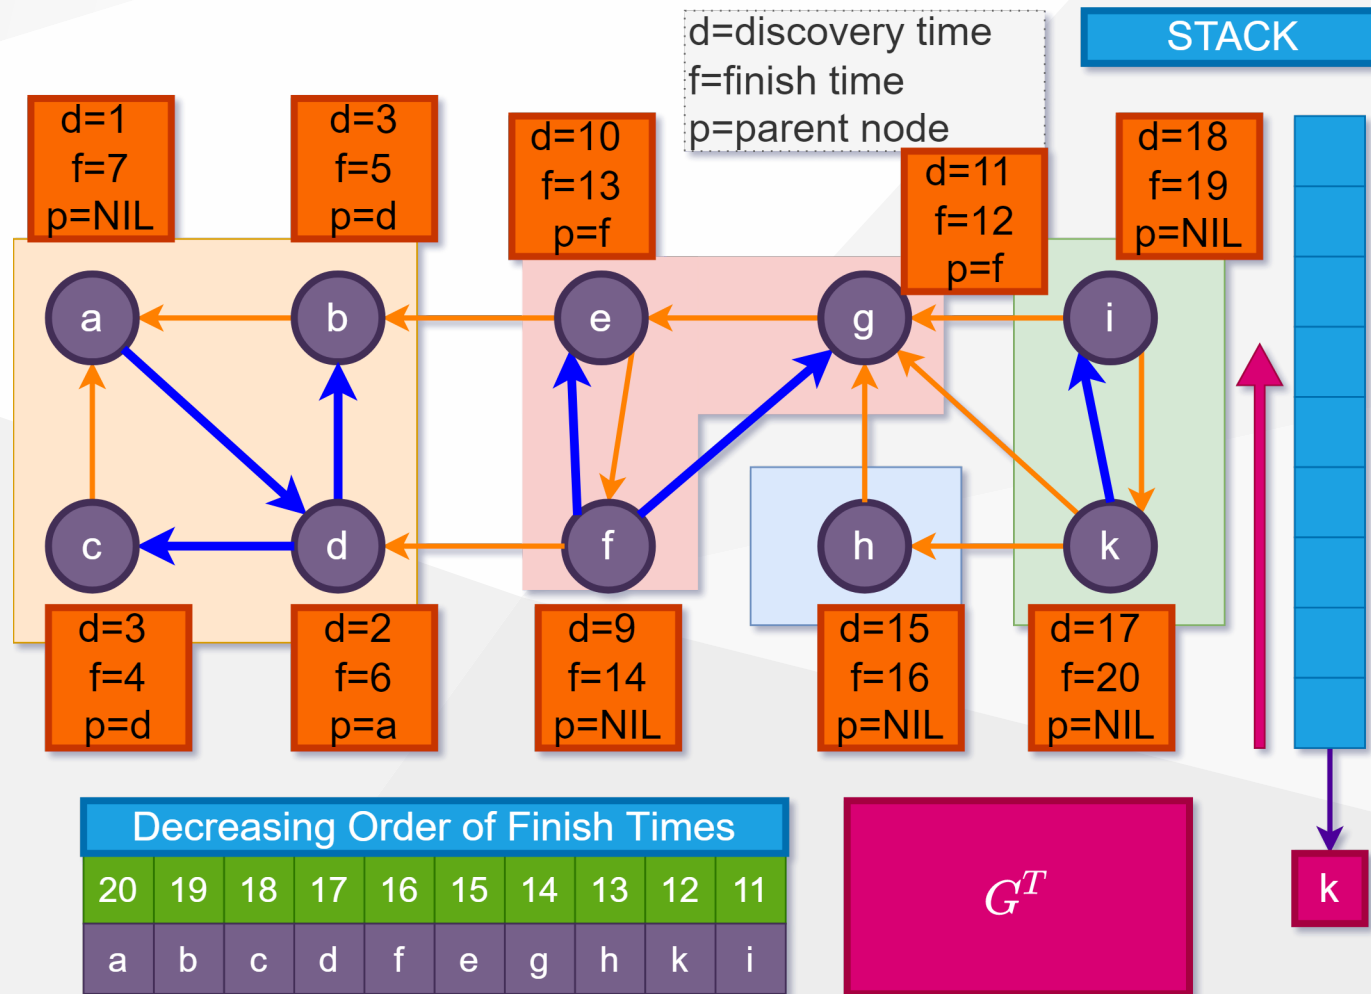 d=discovery time
f=finish time
p=parent node
STACK
d=1
f=7
p=NIL
d=3
f=5
p=d
d=10
f=13
p=f
d=11
f=12
p=f
d=18
f=19
p=NIL
a
b
e
g
i
c
d
f
h
k
d=3
f=4
p=d
d=2
f=6
p=a
d=9
f=14
p=NIL
d=15
f=16
p=NIL
d=17
f=20
p=NIL
Decreasing Order of Finish Times
20 19 18 17 16 15 14 13 12 11
a b c d f e g h k i
G^T
k